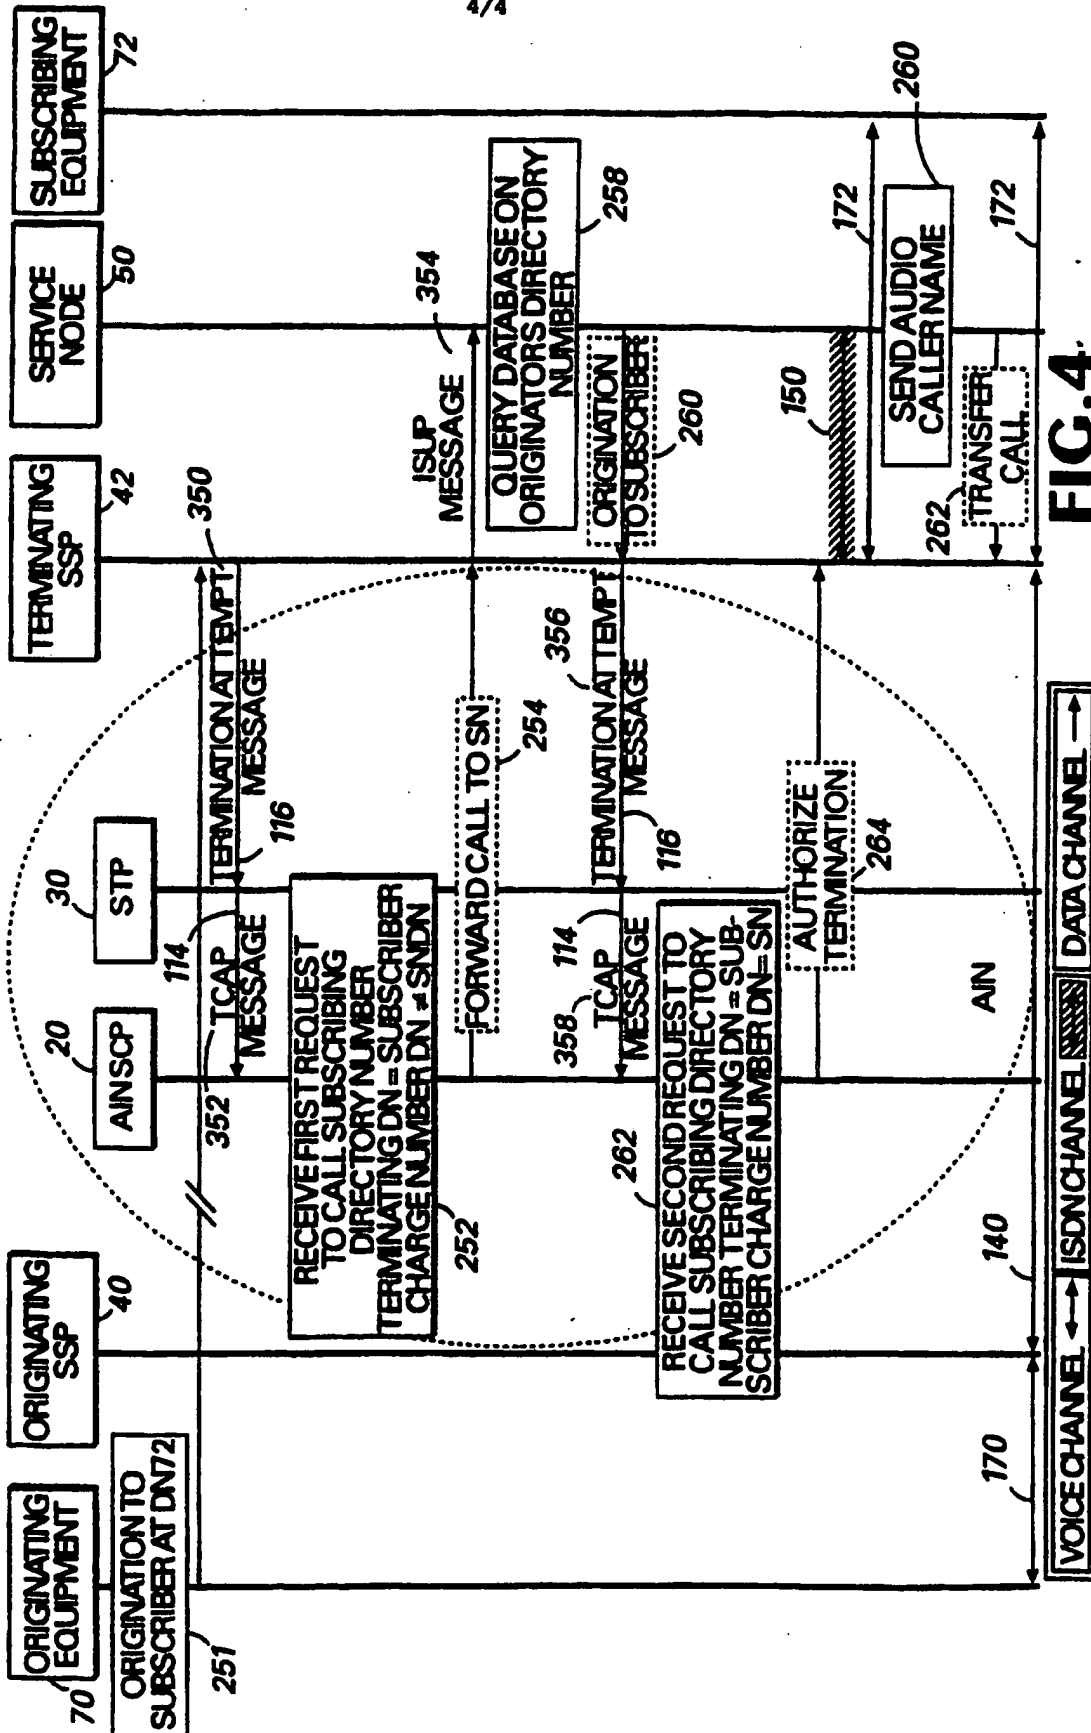 4/4
ORIGINATING
EQUIPMENT
70
ORIGINATING
SSP
40
AIN SCP
20
STP
30
TERMINATING
SSP
42
SERVICE
NODE
50
SUBSCRIBING
EQUIPMENT
72
ORIGINATION TO
SUBSCRIBER AT DN72
251
350
TERMINATION ATTEMPT
MESSAGE
116
114
352
TCAP
MESSAGE
RECEIVE FIRST REQUEST
TO CALL SUBSCRIBING
DIRECTORY NUMBER
TERMINATING DN = SUBSCRIBER
CHARGE NUMBER DN ≠ SNDN
252
FORWARD CALL TO SN
254
ISUP
MESSAGE
354
QUERY DATABASE ON
ORIGINATORS DIRECTORY
NUMBER
258
ORIGINATION
TO SUBSCRIBER
260
356
TERMINATION ATTEMPT
MESSAGE
116
114
358
TCAP
MESSAGE
262
RECEIVE SECOND REQUEST TO
CALL SUBSCRIBING DIRECTORY
NUMBER TERMINATING DN = SUB-
SCRIBER CHARGE NUMBER DN = SN
AUTHORIZE
TERMINATION
264
150
172
SEND AUDIO
CALLER NAME
260
262
TRANSFER
CALL
172
AIN
170
140
VOICE CHANNEL
ISDN CHANNEL
DATA CHANNEL
FIG.4